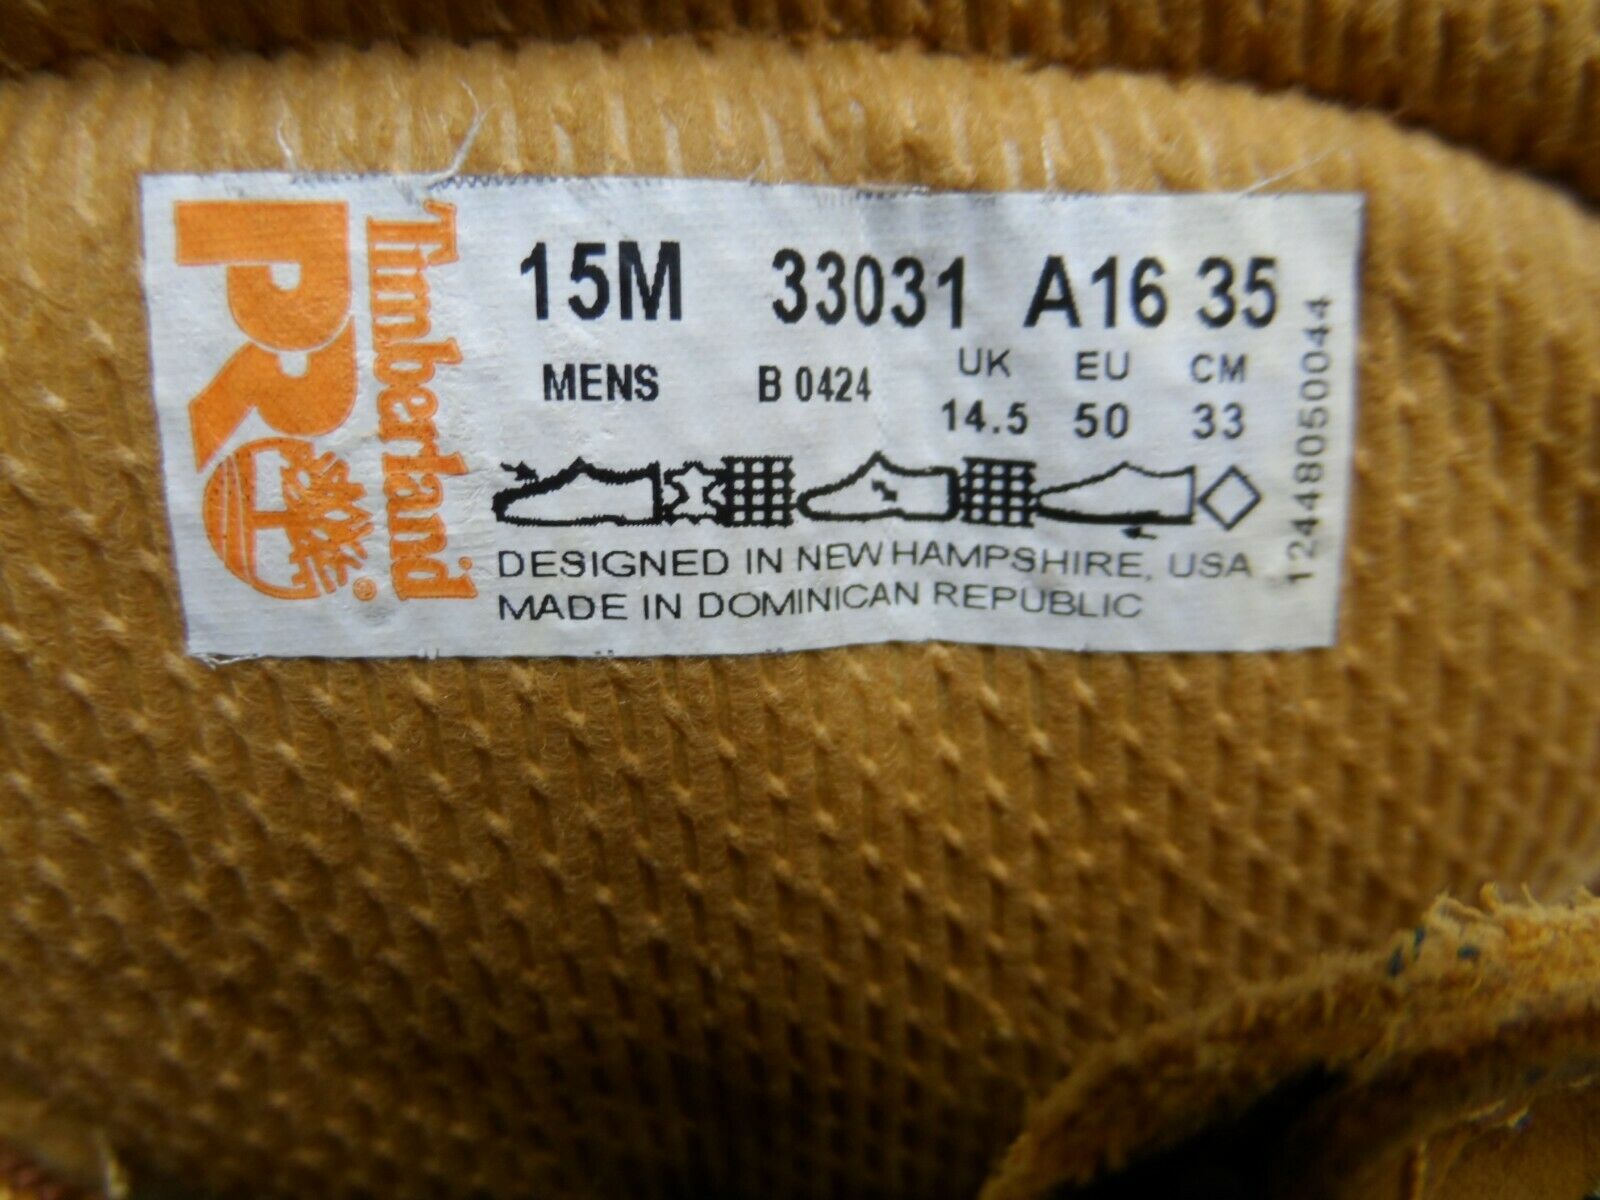 Timberland
PRO
®
15M 33031 A16 35
MENS B 0424 UK EU CM
14.5 50 33
DESIGNED IN NEW HAMPSHIRE, USA
MADE IN DOMINICAN REPUBLIC
12448050044